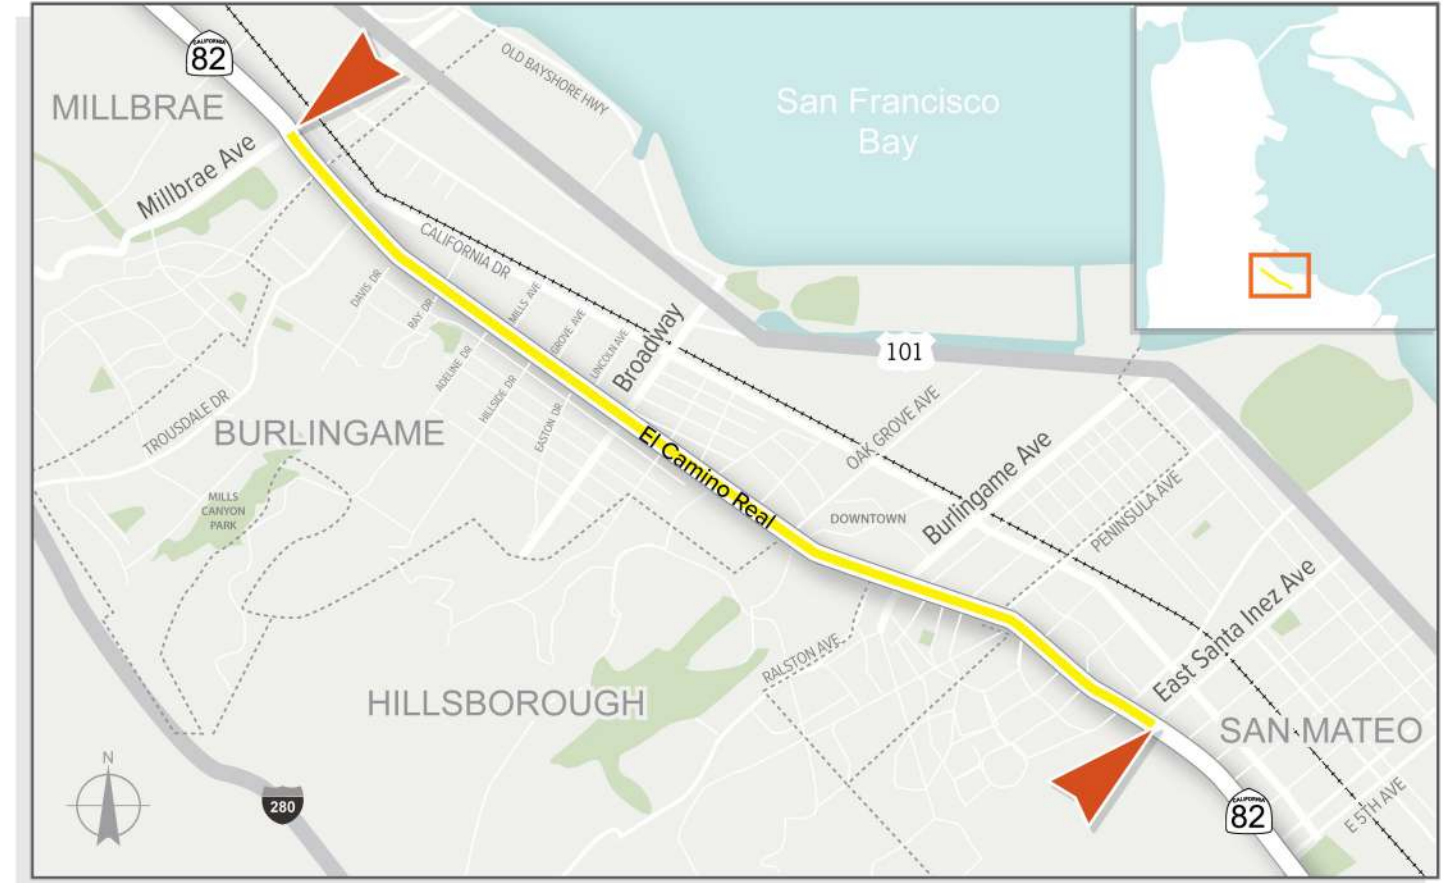 CALIFORNIA
82
MILLBRAE
Millbrae Ave
OLD BAYSHORE HWY
San Francisco
Bay
CALIFORNIA DR
DAVIS DR
RAY DR
MILLS AVE
GROVE AVE
LINCOLN AVE
Broadway
ADELINE DR
HILLSIDE DR
EASTON DR
101
TROUSDALE DR
BURLINGAME
El Camino Real
OAK GROVE AVE
Burlingame Ave
MILLS
CANYON
PARK
DOWNTOWN
PENINSULA AVE
East Santa Inez Ave
RALSTON AVE
HILLSBOROUGH
SAN MATEO
N
280
CALIFORNIA
82
E 5TH AVE